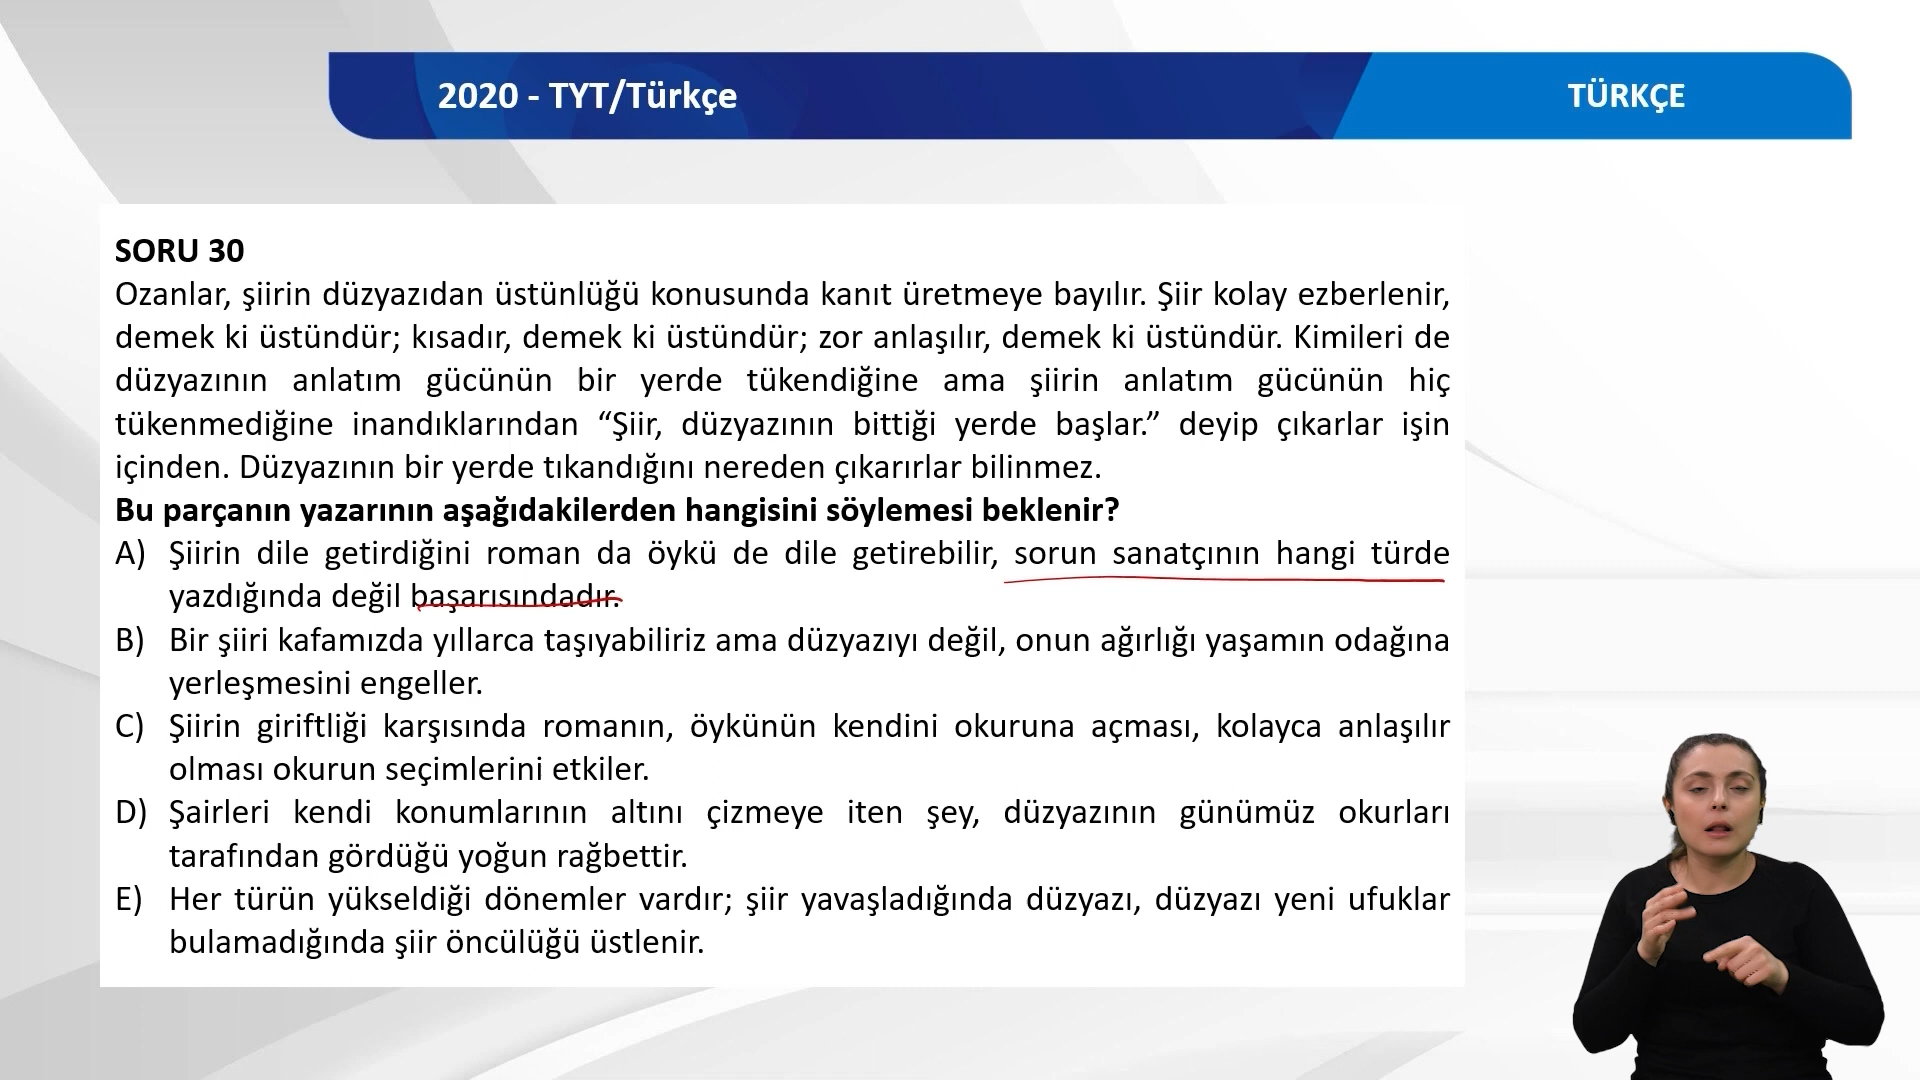 2020 - TYT/Türkçe
TÜRKÇE
SORU 30
Ozanlar, şiirin düzyazıdan üstünlüğü konusunda kanıt üretmeye bayılır. Şiir kolay ezberlenir,
demek ki üstündür; kısadır, demek ki üstündür; zor anlaşılır, demek ki üstündür. Kimileri de
düzyazının anlatım gücünün bir yerde tükendiğine ama şiirin anlatım gücünün hiç
tükenmediğine inandıklarından “Şiir, düzyazının bittiği yerde başlar.” deyip çıkarlar işin
içinden. Düzyazının bir yerde tıkandığını nereden çıkarırlar bilinmez.
Bu parçanın yazarının aşağıdakilerden hangisini söylemesi beklenir?
A) Şiirin dile getirdiğini roman da öykü de dile getirebilir, sorun sanatçının hangi türde
yazdığında değil başarısındadır.
B) Bir şiiri kafamızda yıllarca taşıyabiliriz ama düzyazıyı değil, onun ağırlığı yaşamın odağına
yerleşmesini engeller.
C) Şiirin giriftliği karşısında romanın, öykünün kendini okuruna açması, kolayca anlaşılır
olması okurun seçimlerini etkiler.
D) Şairleri kendi konumlarının altını çizmeye iten şey, düzyazının günümüz okurları
tarafından gördüğü yoğun rağbettir.
E) Her türün yükseldiği dönemler vardır; şiir yavaşladığında düzyazı, düzyazı yeni ufuklar
bulamadığında şiir öncülüğü üstlenir.